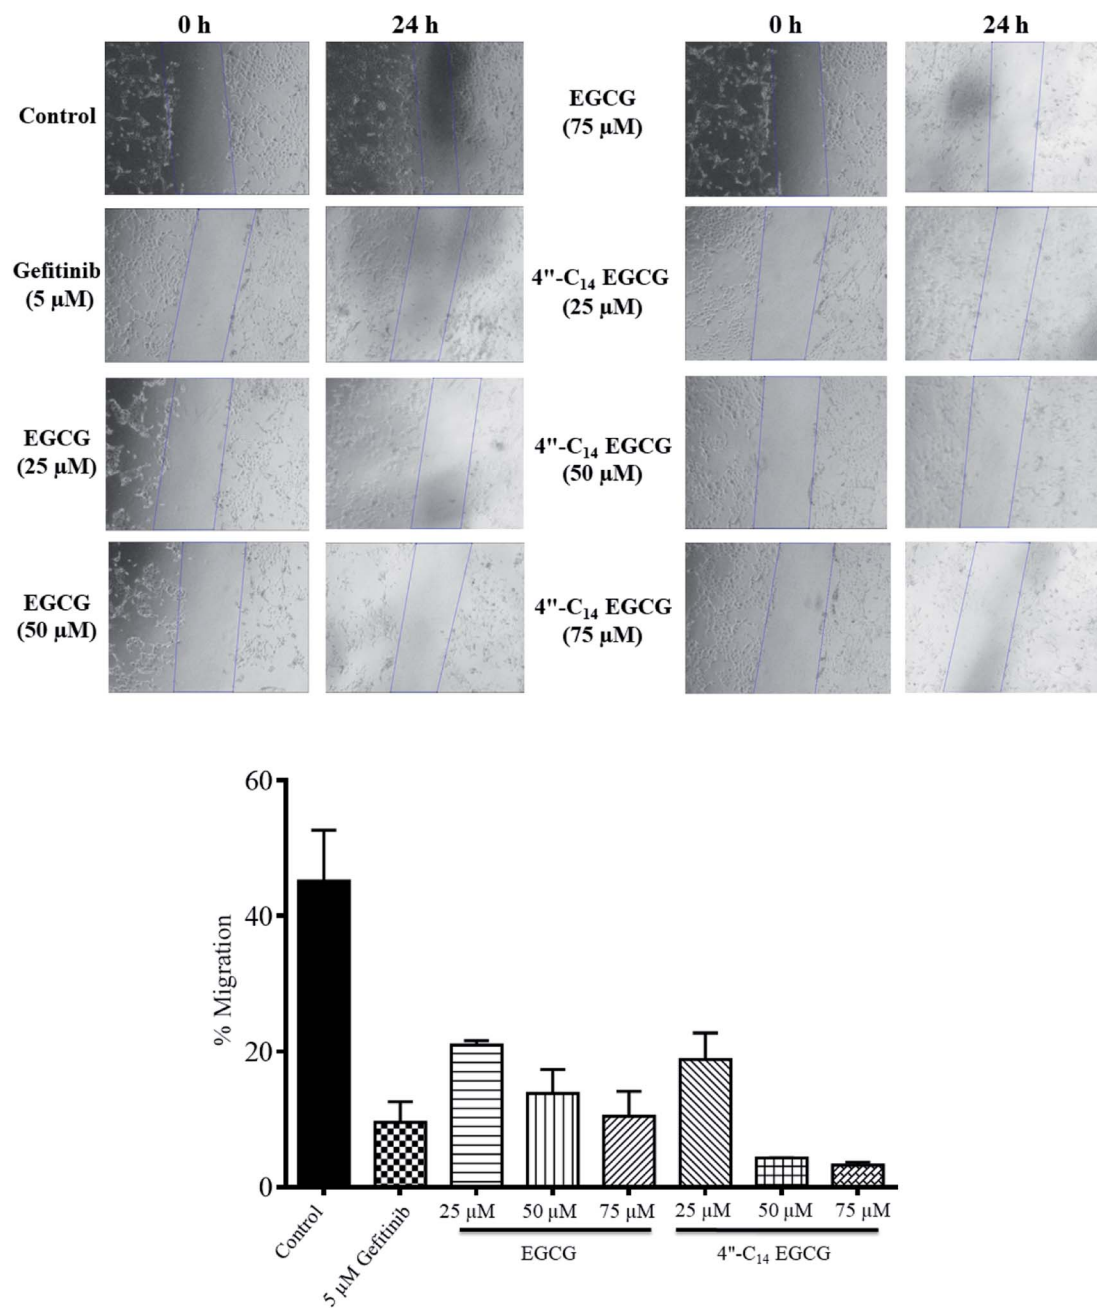 0 h 24 h 0 h 24 h
Control
EGCG
(75 µM)
Gefitinib
(5 µM)
4"-C₁₄ EGCG
(25 µM)
EGCG
(25 µM)
4"-C₁₄ EGCG
(50 µM)
EGCG
(50 µM)
4"-C₁₄ EGCG
(75 µM)
% Migration
60
40
20
0
Control
5 µM Gefitinib
25 µM 50 µM 75 µM 25 µM 50 µM 75 µM
EGCG 4"-C₁₄ EGCG